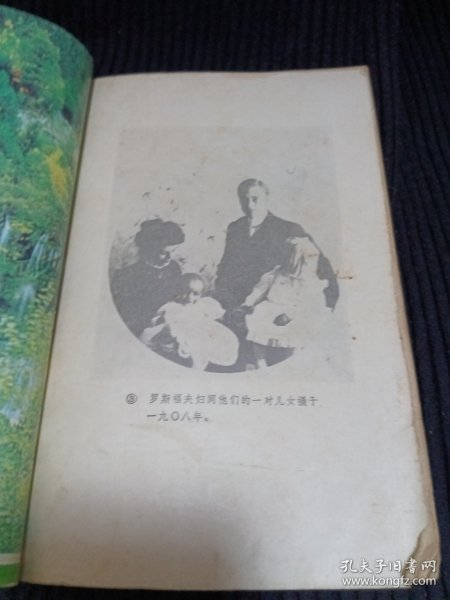 ③ 罗斯福夫妇同他们的一对儿女摄于
一九〇八年。
孔夫子旧书网
www.kongfz.com